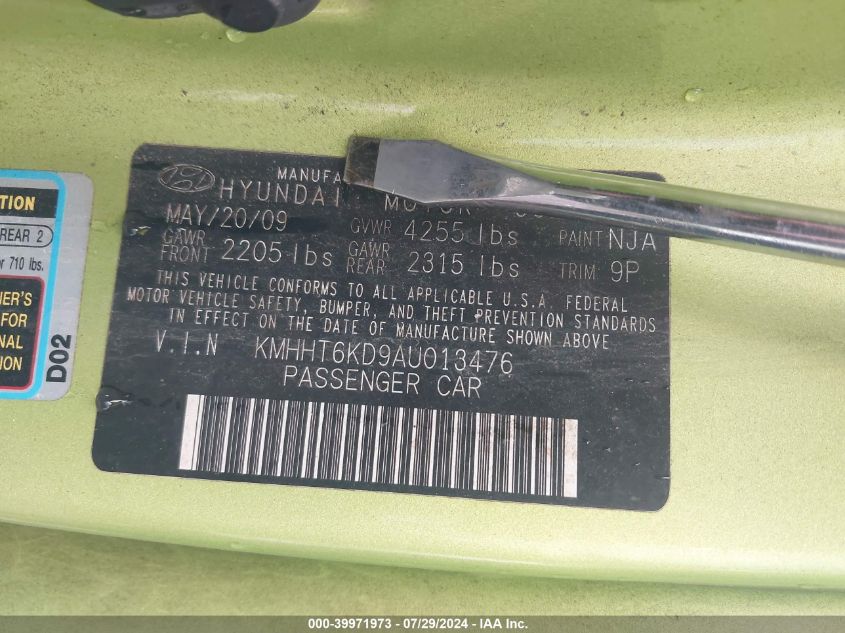 MANUFA
HYUNDAI MOTOR
MAY/20/09 GVWR 4255 lbs PAINT NJA
GAWR FRONT 2205 lbs GAWR REAR 2315 lbs TRIM 9P
THIS VEHICLE CONFORMS TO ALL APPLICABLE U.S.A. FEDERAL
MOTOR VEHICLE SAFETY, BUMPER, AND THEFT PREVENTION STANDARDS
IN EFFECT ON THE DATE OF MANUFACTURE SHOWN ABOVE
V.I.N KMHHT6KD9AU013476
PASSENGER CAR
TION
REAR 2
or 710 lbs.
NER'S
FOR
NAL
TION
D02
000-39971973 - 07/29/2024 - IAA Inc.